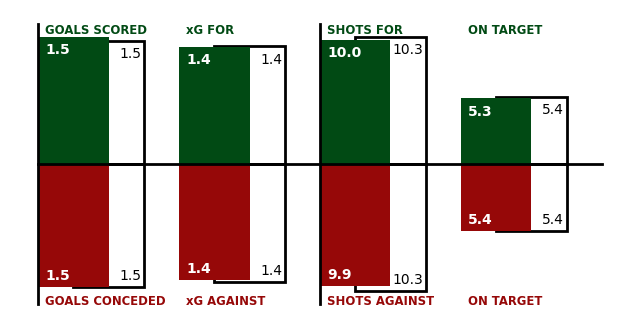 GOALS SCORED xG FOR SHOTS FOR ON TARGET
1.5 1.5 1.4 1.4 10.0 10.3 5.3 5.4
1.5 1.5 1.4 1.4 9.9 10.3 5.4 5.4
GOALS CONCEDED xG AGAINST SHOTS AGAINST ON TARGET